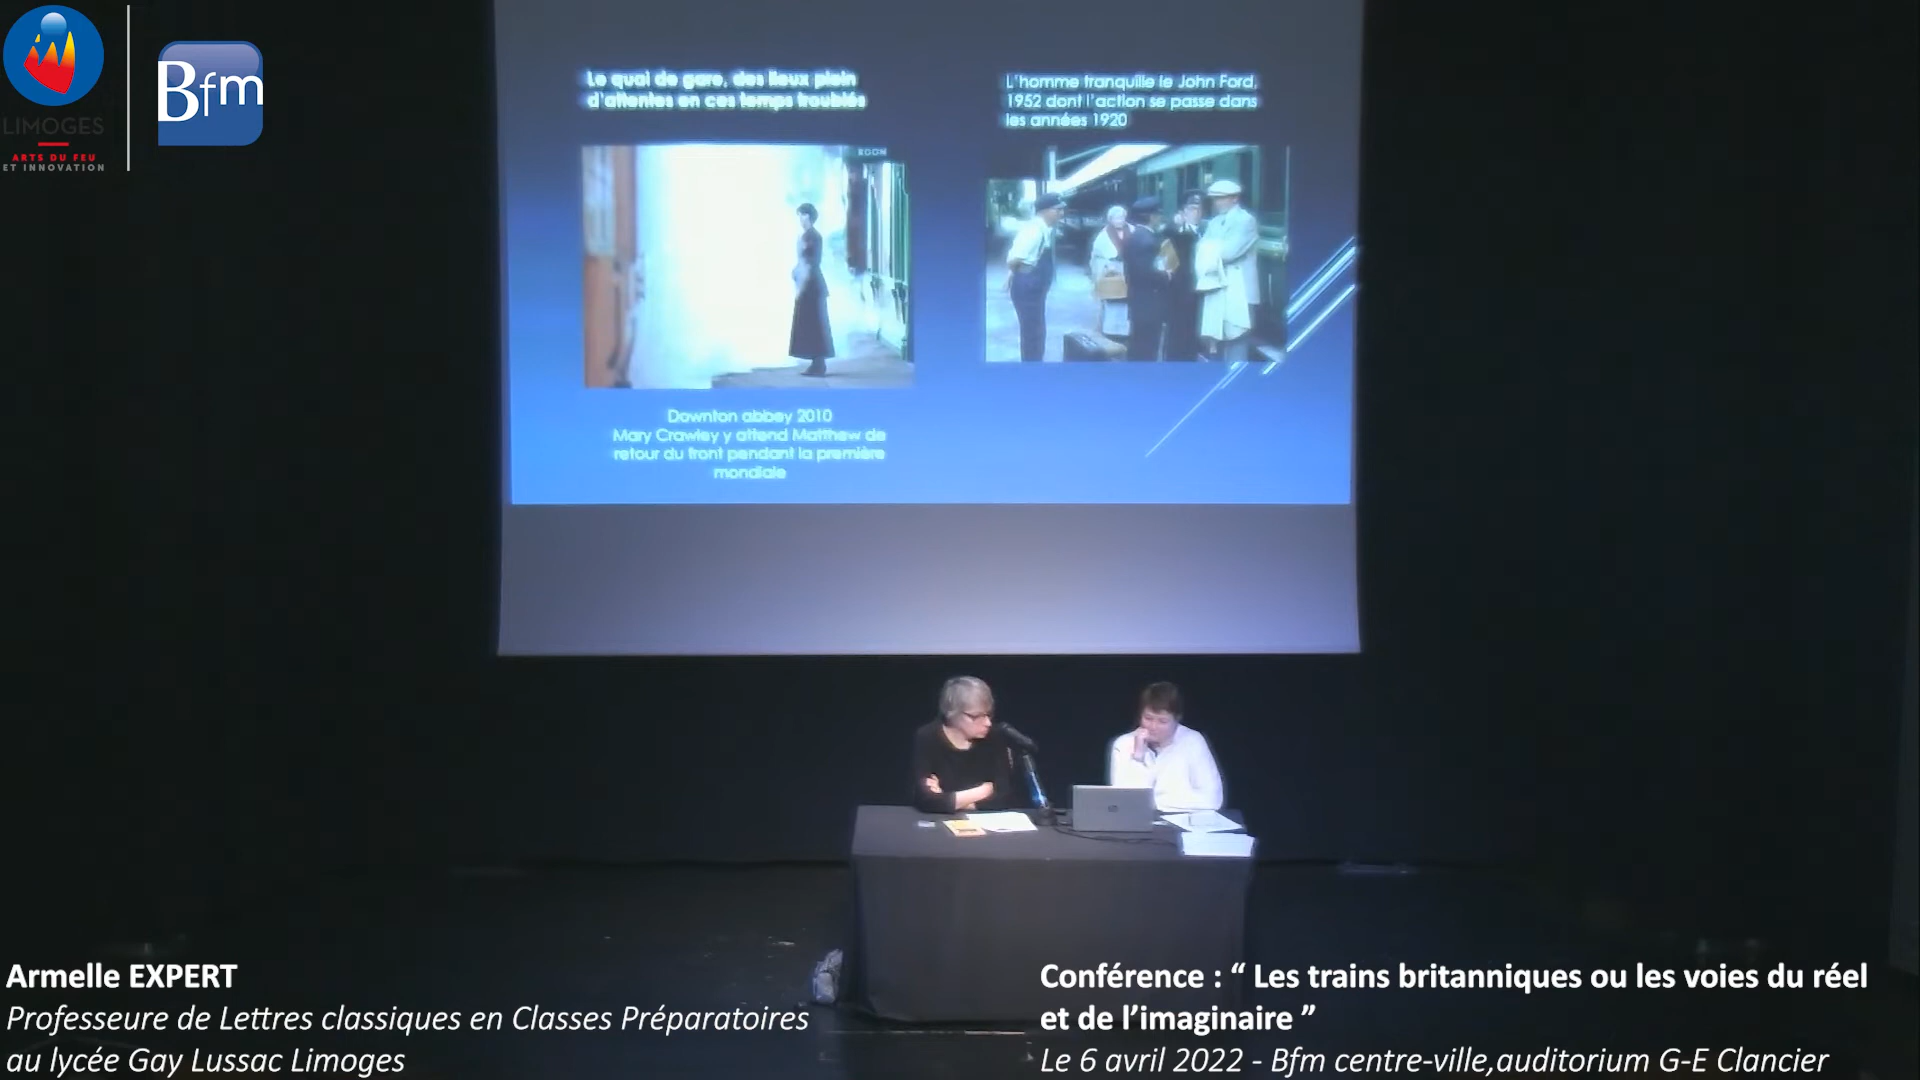 LIMOGES
ARTS DU FEU
ET INNOVATION
Bfm
Le quai de gare, des lieux plein
d'attentes en ces temps troublés
L'homme tranquille le John Ford,
1952 dont l'action se passe dans
les années 1920
Downton abbey 2010
Mary Crawley y attend Matthew de
retour du front pendant la première
mondiale
Armelle EXPERT
Professeure de Lettres classiques en Classes Préparatoires
au lycée Gay Lussac Limoges
Conférence : “ Les trains britanniques ou les voies du réel
et de l’imaginaire ”
Le 6 avril 2022 - Bfm centre-ville,auditorium G-E Clancier